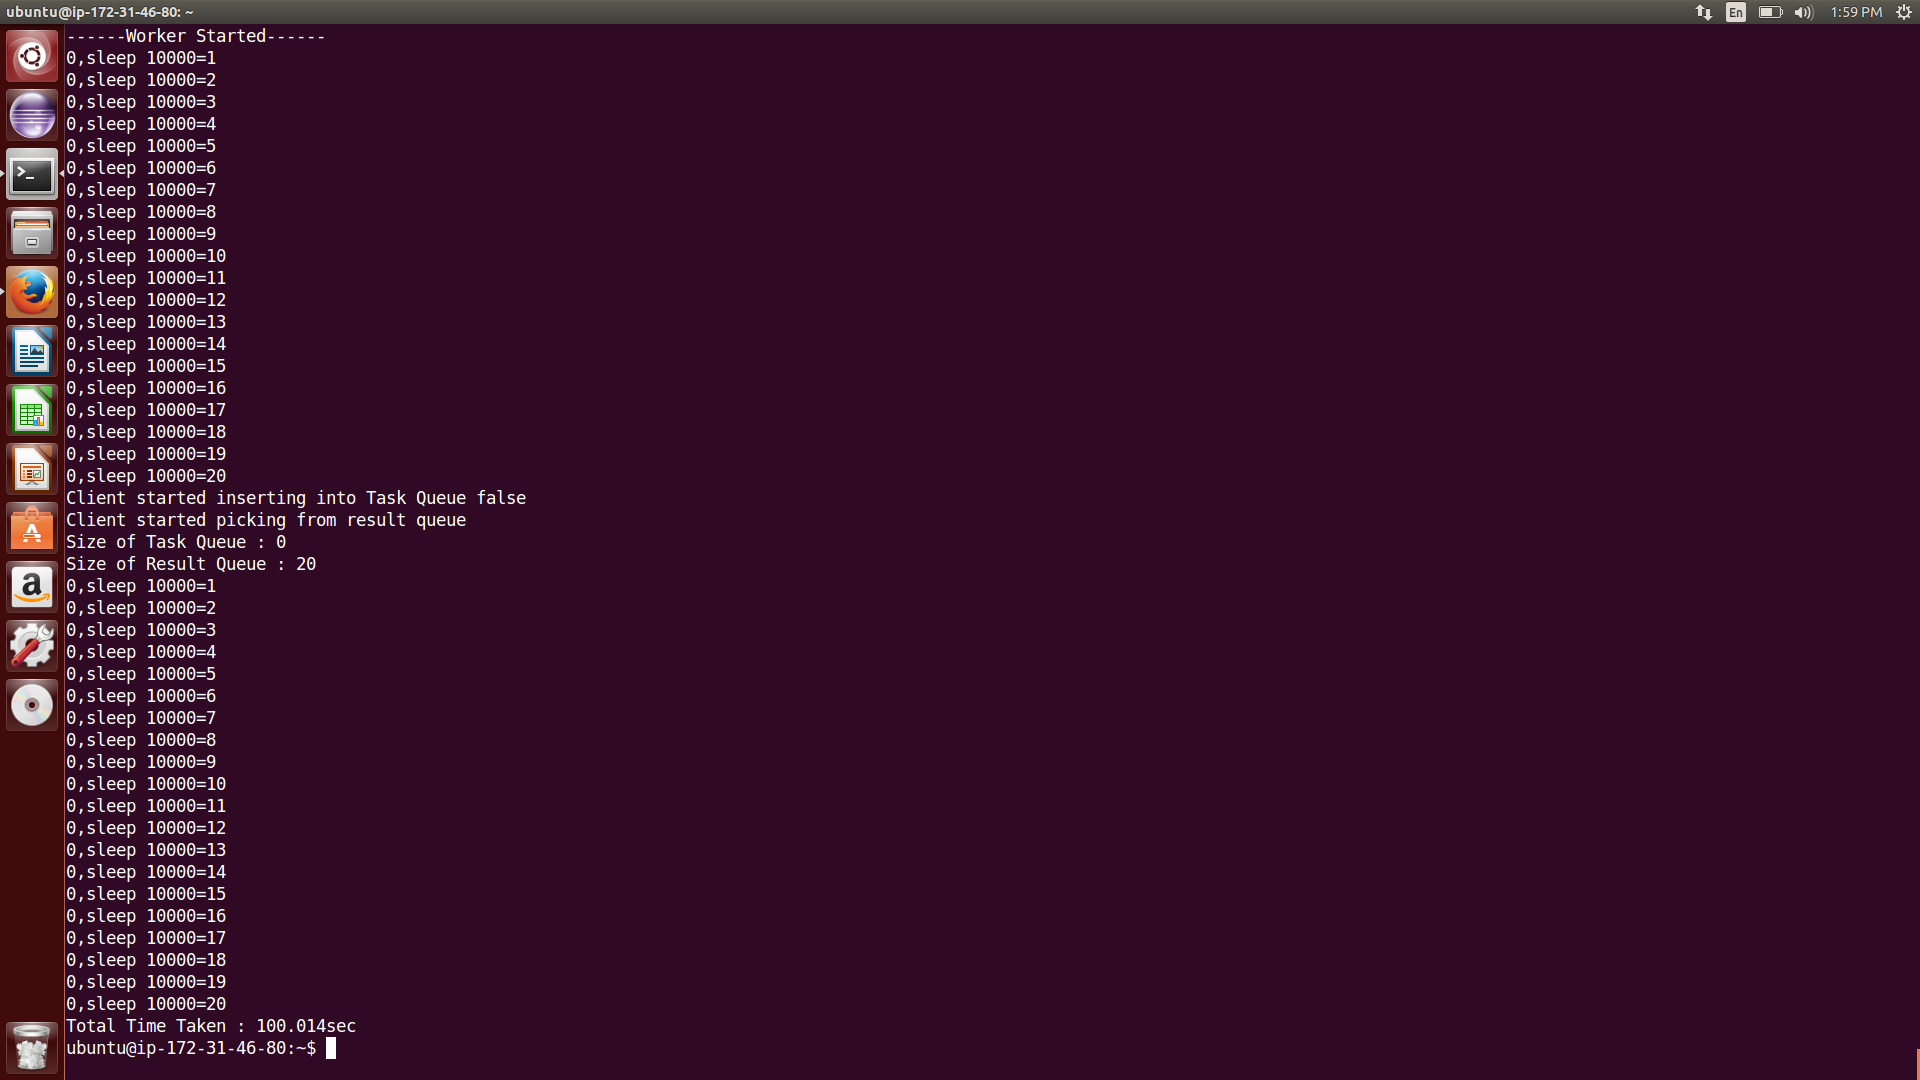 ubuntu@ip-172-31-46-80: ~
En
1:59 PM
------Worker Started------
0,sleep 10000=1
0,sleep 10000=2
0,sleep 10000=3
0,sleep 10000=4
0,sleep 10000=5
0,sleep 10000=6
0,sleep 10000=7
0,sleep 10000=8
0,sleep 10000=9
0,sleep 10000=10
0,sleep 10000=11
0,sleep 10000=12
0,sleep 10000=13
0,sleep 10000=14
0,sleep 10000=15
0,sleep 10000=16
0,sleep 10000=17
0,sleep 10000=18
0,sleep 10000=19
0,sleep 10000=20
Client started inserting into Task Queue false
Client started picking from result queue
Size of Task Queue : 0
Size of Result Queue : 20
0,sleep 10000=1
0,sleep 10000=2
0,sleep 10000=3
0,sleep 10000=4
0,sleep 10000=5
0,sleep 10000=6
0,sleep 10000=7
0,sleep 10000=8
0,sleep 10000=9
0,sleep 10000=10
0,sleep 10000=11
0,sleep 10000=12
0,sleep 10000=13
0,sleep 10000=14
0,sleep 10000=15
0,sleep 10000=16
0,sleep 10000=17
0,sleep 10000=18
0,sleep 10000=19
0,sleep 10000=20
Total Time Taken : 100.014sec
ubuntu@ip-172-31-46-80:~$